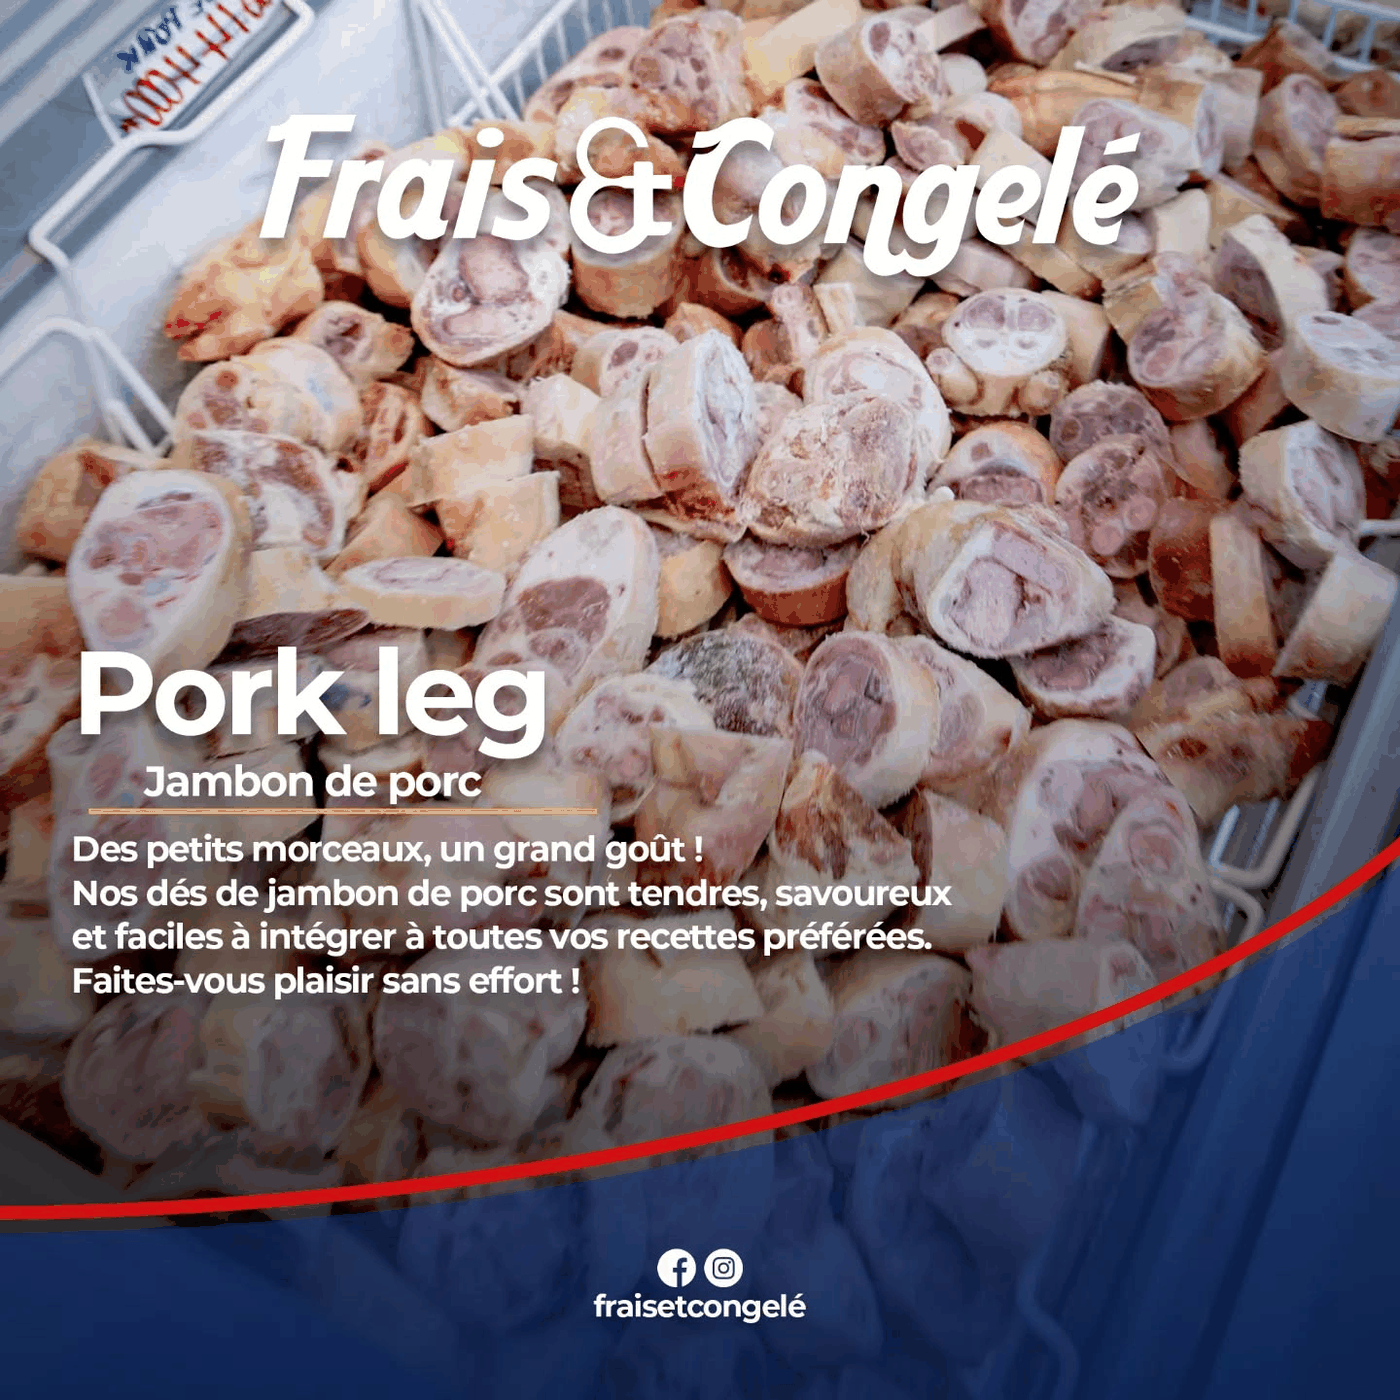 Frais & Congelé
Pork leg
Jambon de porc
Des petits morceaux, un grand goût !
Nos dés de jambon de porc sont tendres, savoureux
et faciles à intégrer à toutes vos recettes préférées.
Faites-vous plaisir sans effort !
fraisetcongelé